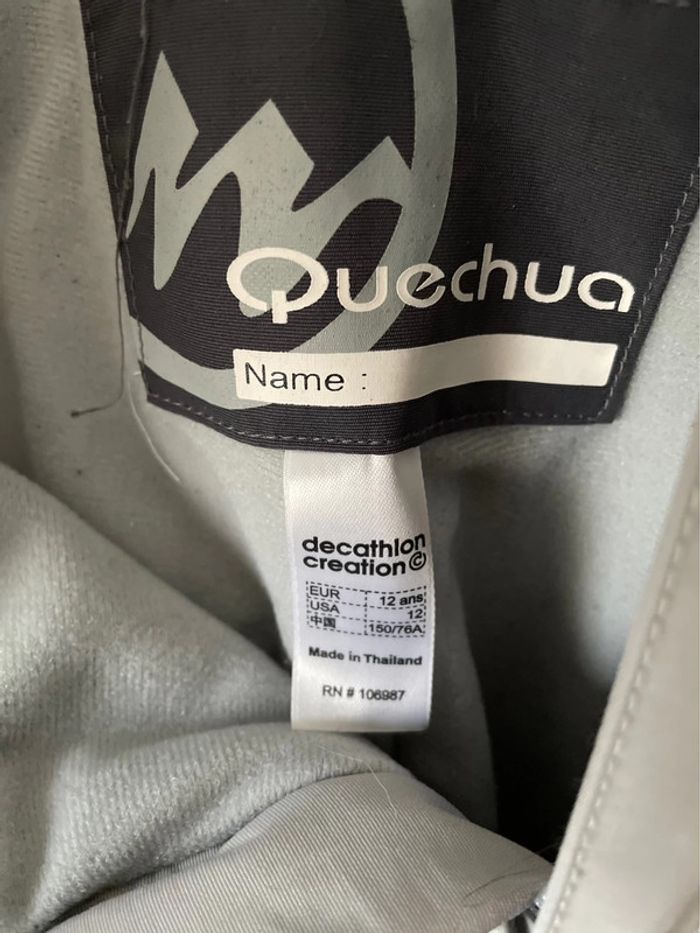 Quechua
Name :
decathlon
creation©
EUR 12 ans
USA 12
中国 150/76A
Made in Thailand
RN # 106987